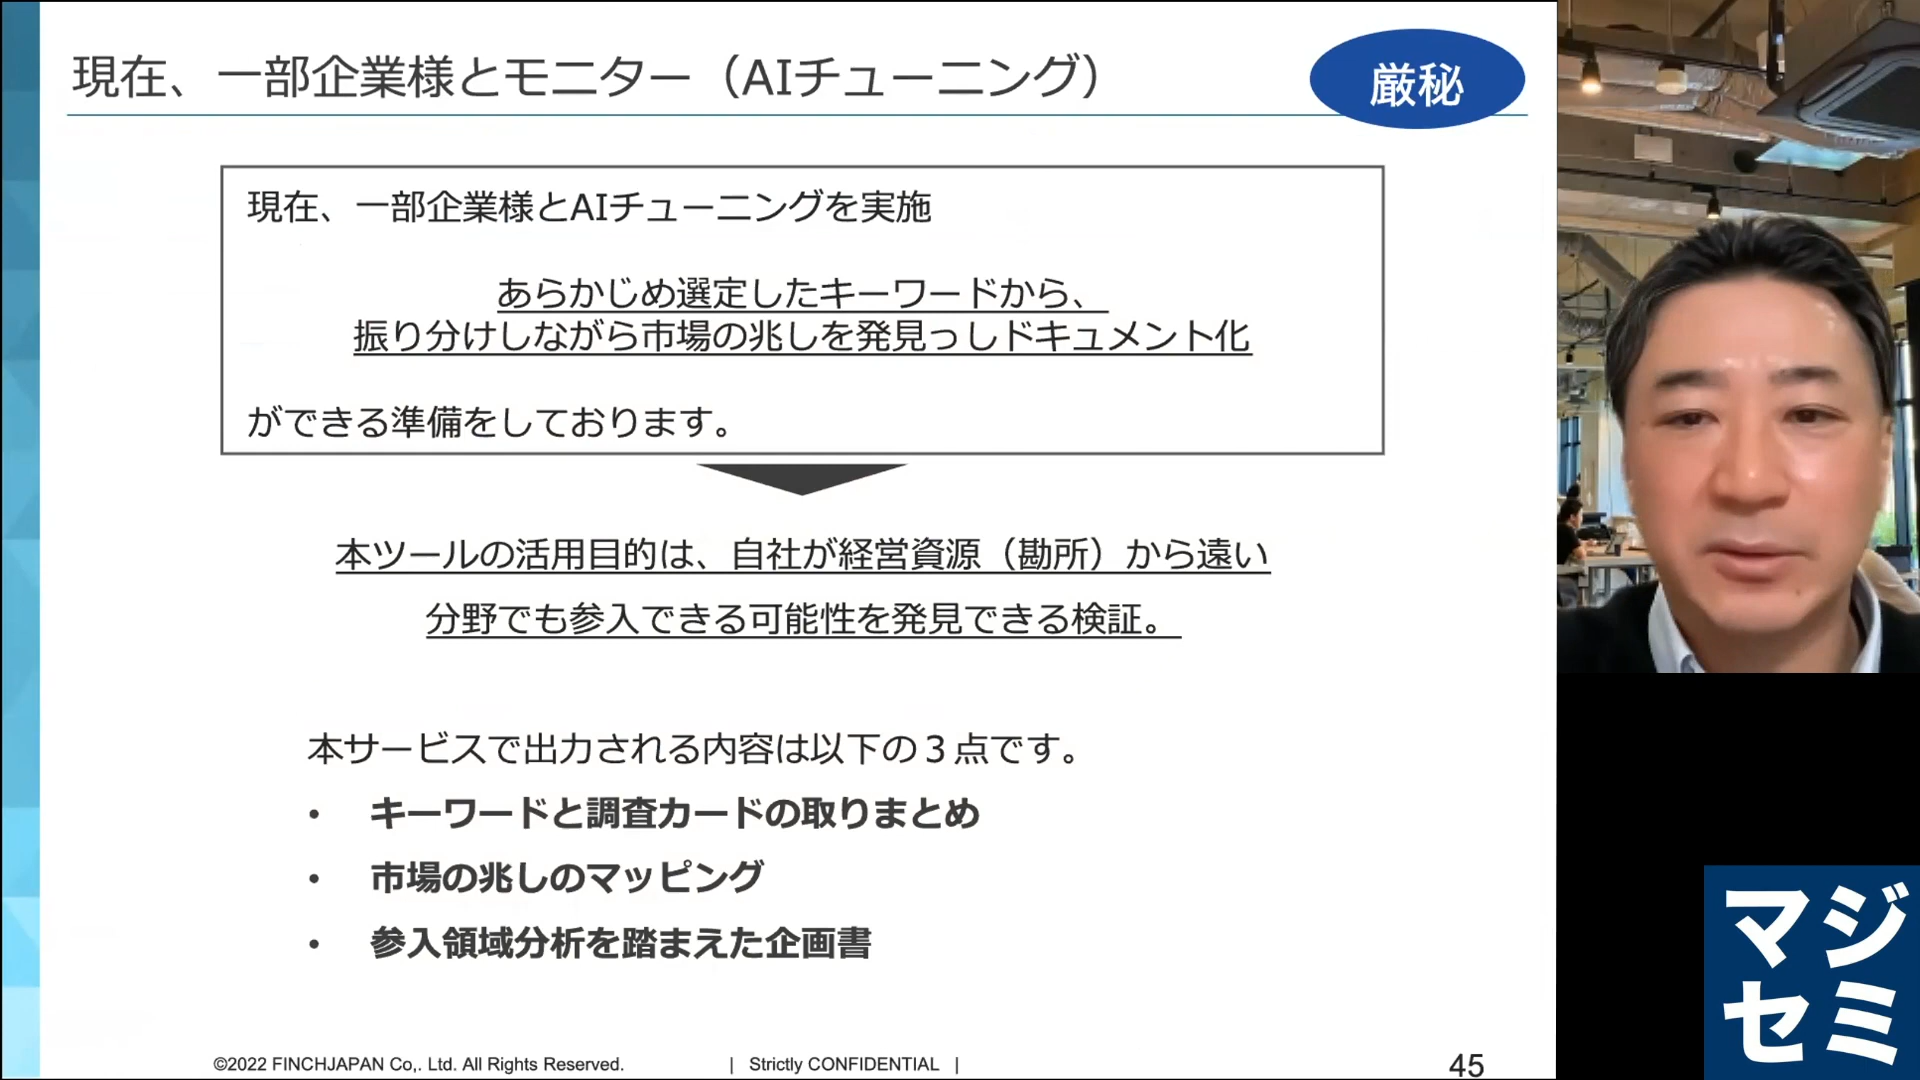 現在、一部企業様とモニター（AIチューニング）
厳秘
現在、一部企業様とAIチューニングを実施
あらかじめ選定したキーワードから、
振り分けしながら市場の兆しを発見っしドキュメント化
ができる準備をしております。
本ツールの活用目的は、自社が経営資源（勘所）から遠い
分野でも参入できる可能性を発見できる検証。
本サービスで出力される内容は以下の３点です。
• キーワードと調査カードの取りまとめ
• 市場の兆しのマッピング
• 参入領域分析を踏まえた企画書
©2022 FINCHJAPAN Co,. Ltd. All Rights Reserved. | Strictly CONFIDENTIAL |
45
マジ
セミ